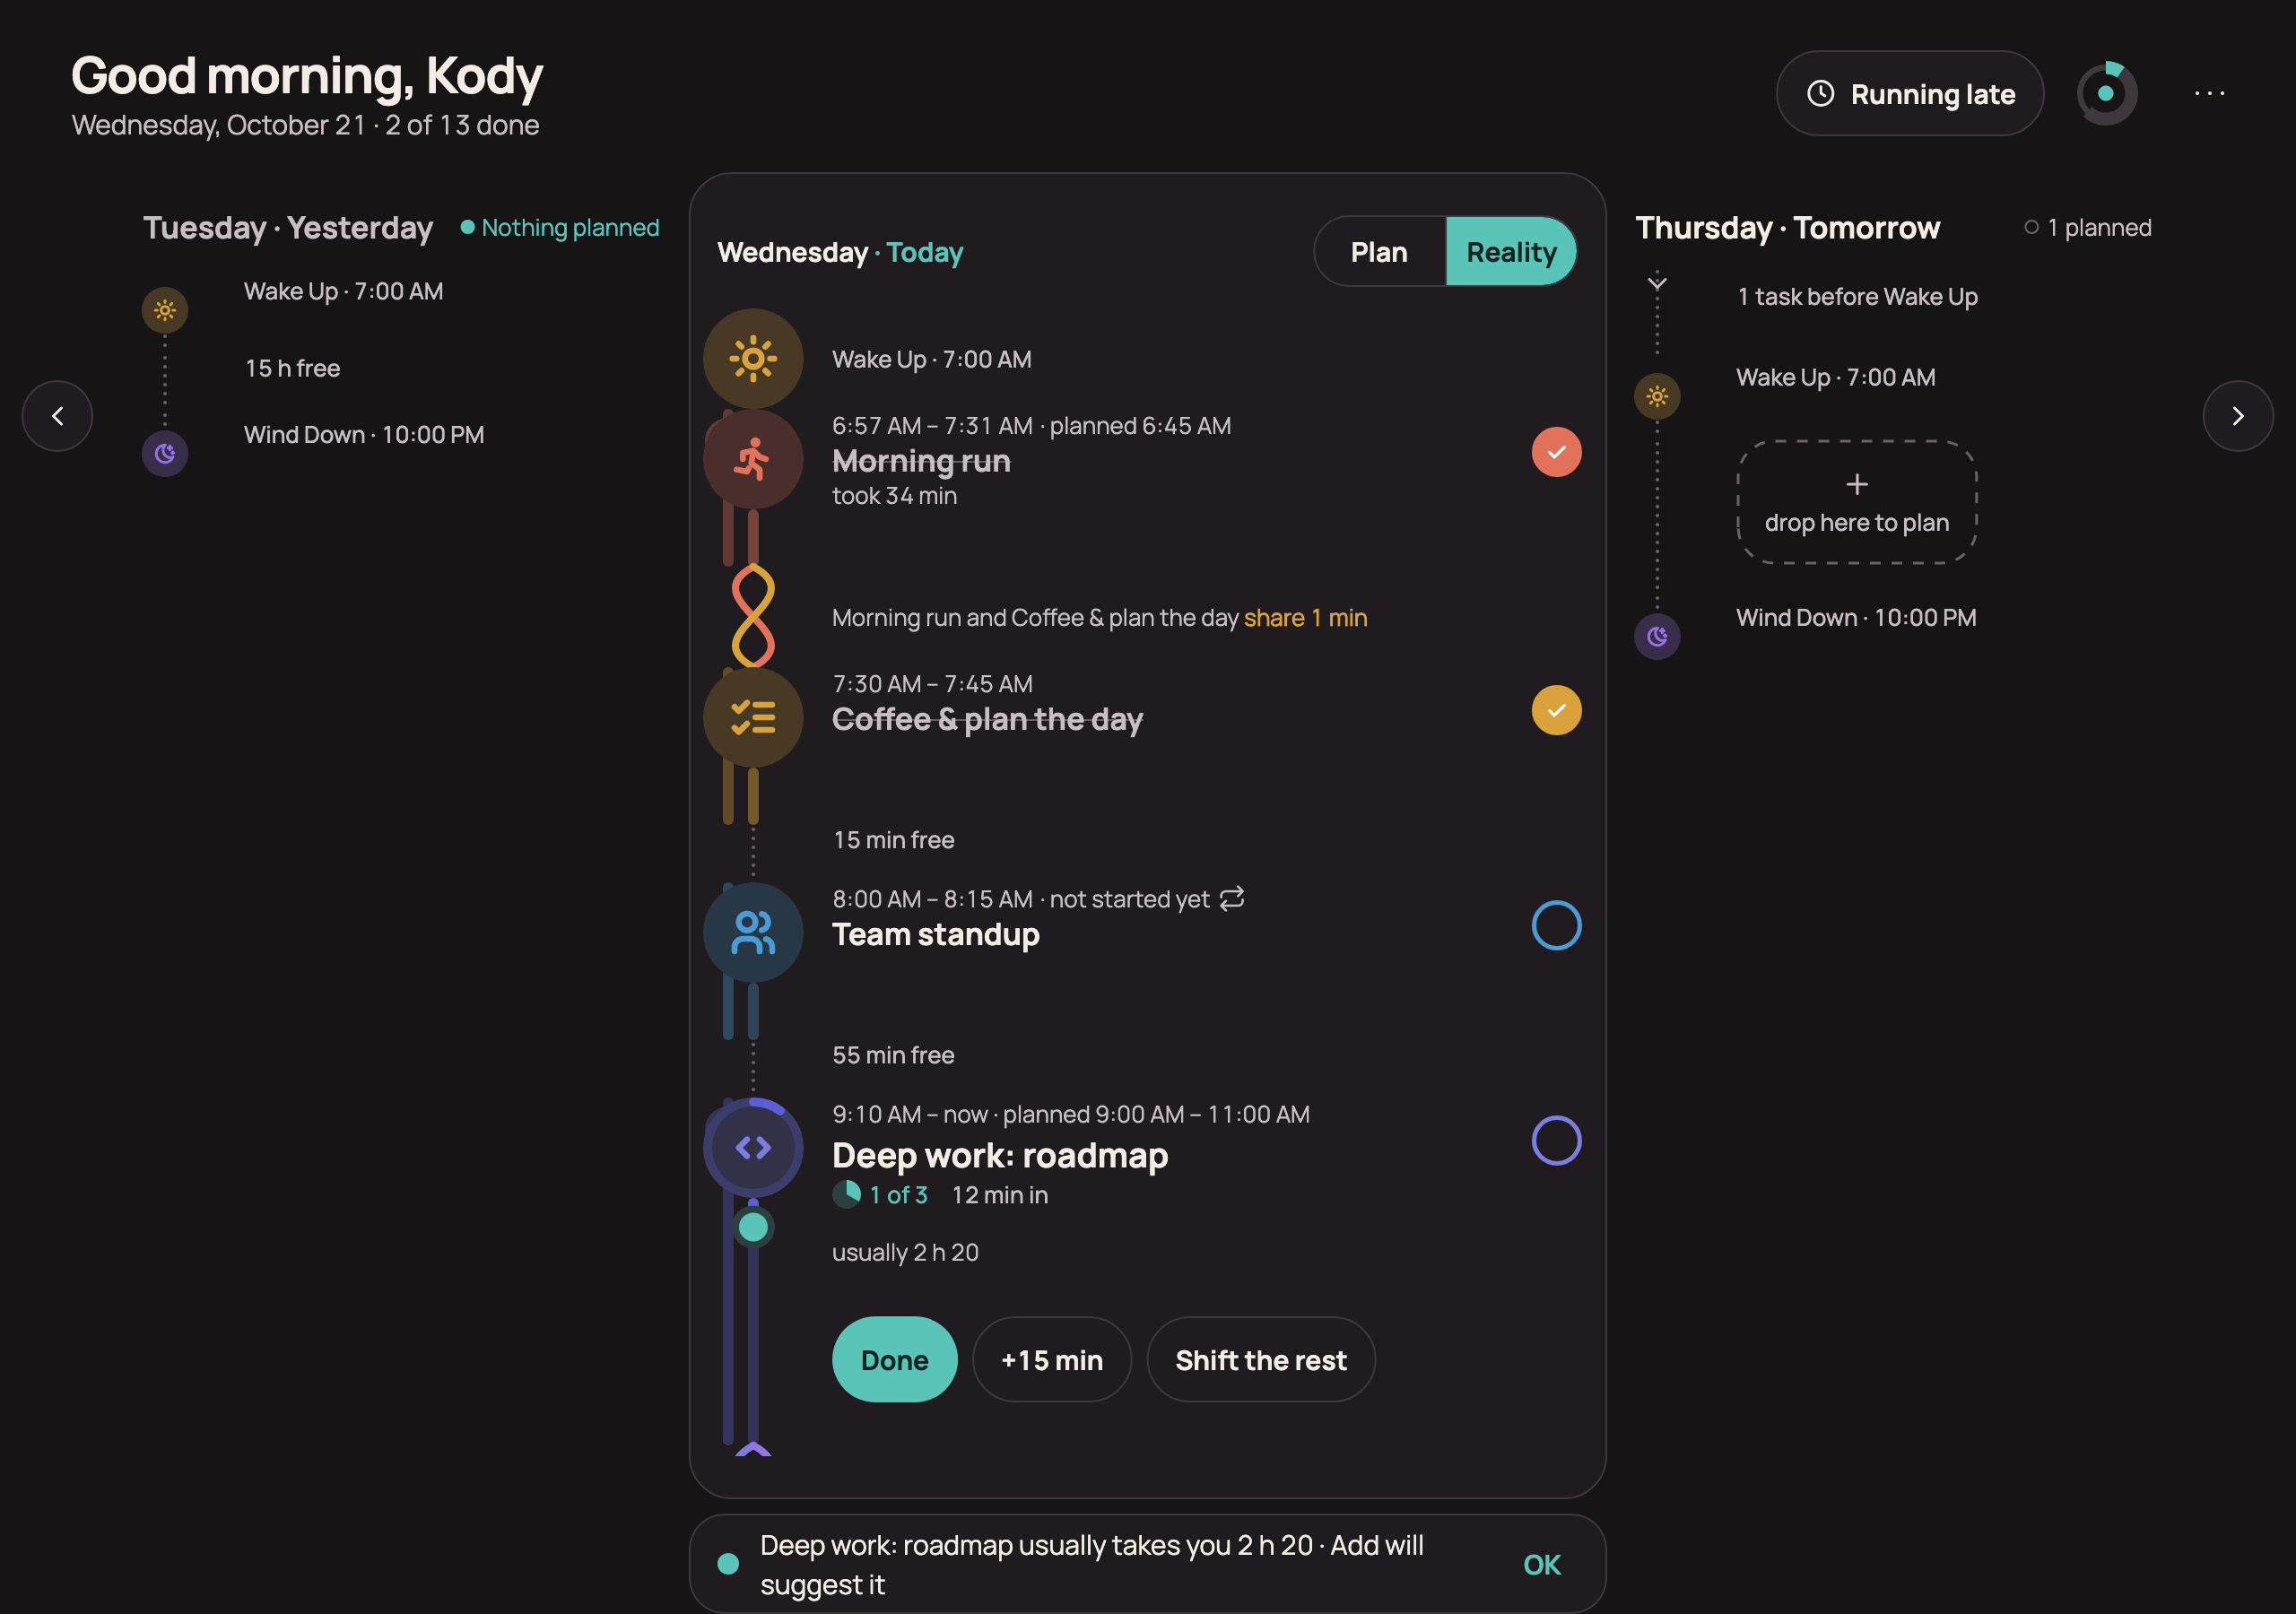 Good morning, Kody
Wednesday, October 21 · 2 of 13 done
Running late
Tuesday · Yesterday
Nothing planned
Wake Up · 7:00 AM
15 h free
Wind Down · 10:00 PM
Wednesday · Today
Plan
Reality
Wake Up · 7:00 AM
6:57 AM – 7:31 AM · planned 6:45 AM
Morning run
took 34 min
Morning run and Coffee & plan the day share 1 min
7:30 AM – 7:45 AM
Coffee & plan the day
15 min free
8:00 AM – 8:15 AM · not started yet
Team standup
55 min free
9:10 AM – now · planned 9:00 AM – 11:00 AM
Deep work: roadmap
1 of 3 12 min in
usually 2 h 20
Done
+15 min
Shift the rest
Deep work: roadmap usually takes you 2 h 20 · Add will
suggest it
OK
Thursday · Tomorrow
1 planned
1 task before Wake Up
Wake Up · 7:00 AM
drop here to plan
Wind Down · 10:00 PM